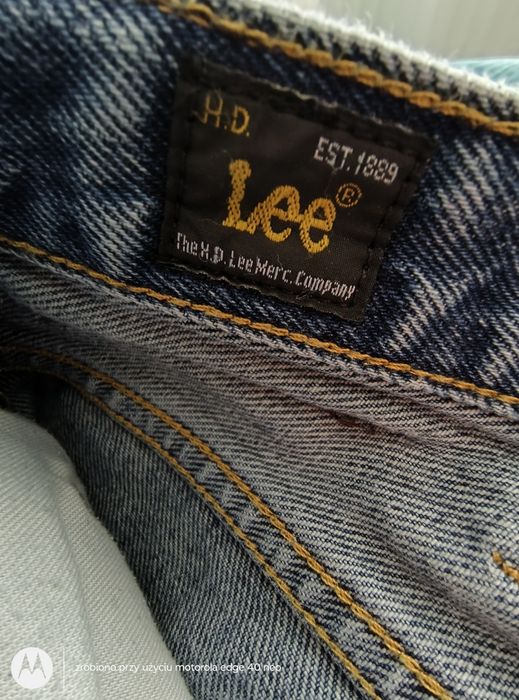 H.D.
EST.1889
Lee®
The H.D. Lee Merc. Company
zrobiono przy użyciu motorola edge 40 neo